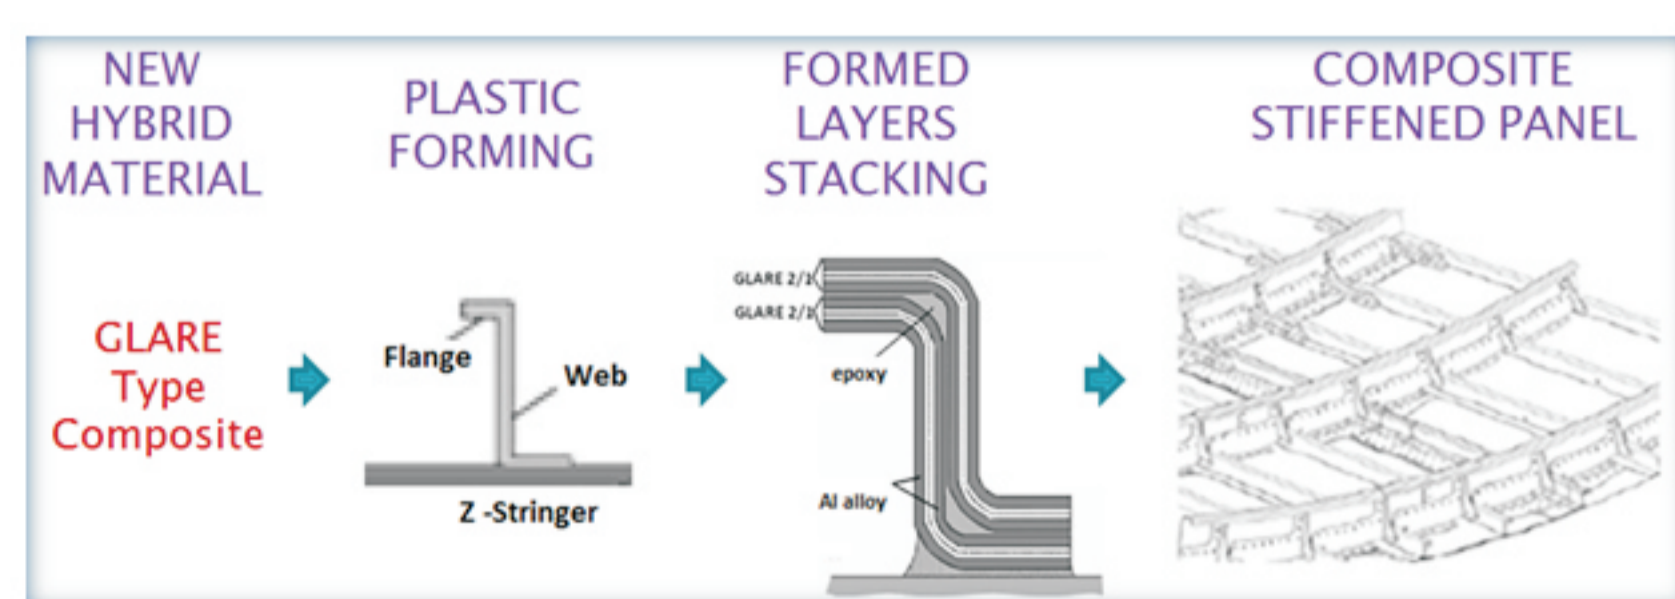 NEW
HYBRID
MATERIAL
PLASTIC
FORMING
FORMED
LAYERS
STACKING
COMPOSITE
STIFFENED PANEL
GLARE
Type
Composite
Flange
Web
Z -Stringer
GLARE 2/1
GLARE 2/1
epoxy
Al alloy